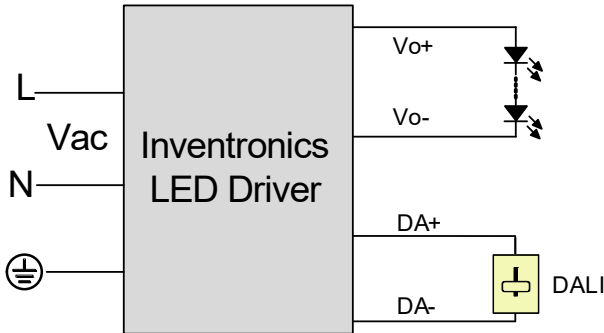 L
Vac
N
Inventronics
LED Driver
Vo+
Vo-
DA+
DA-
DALI